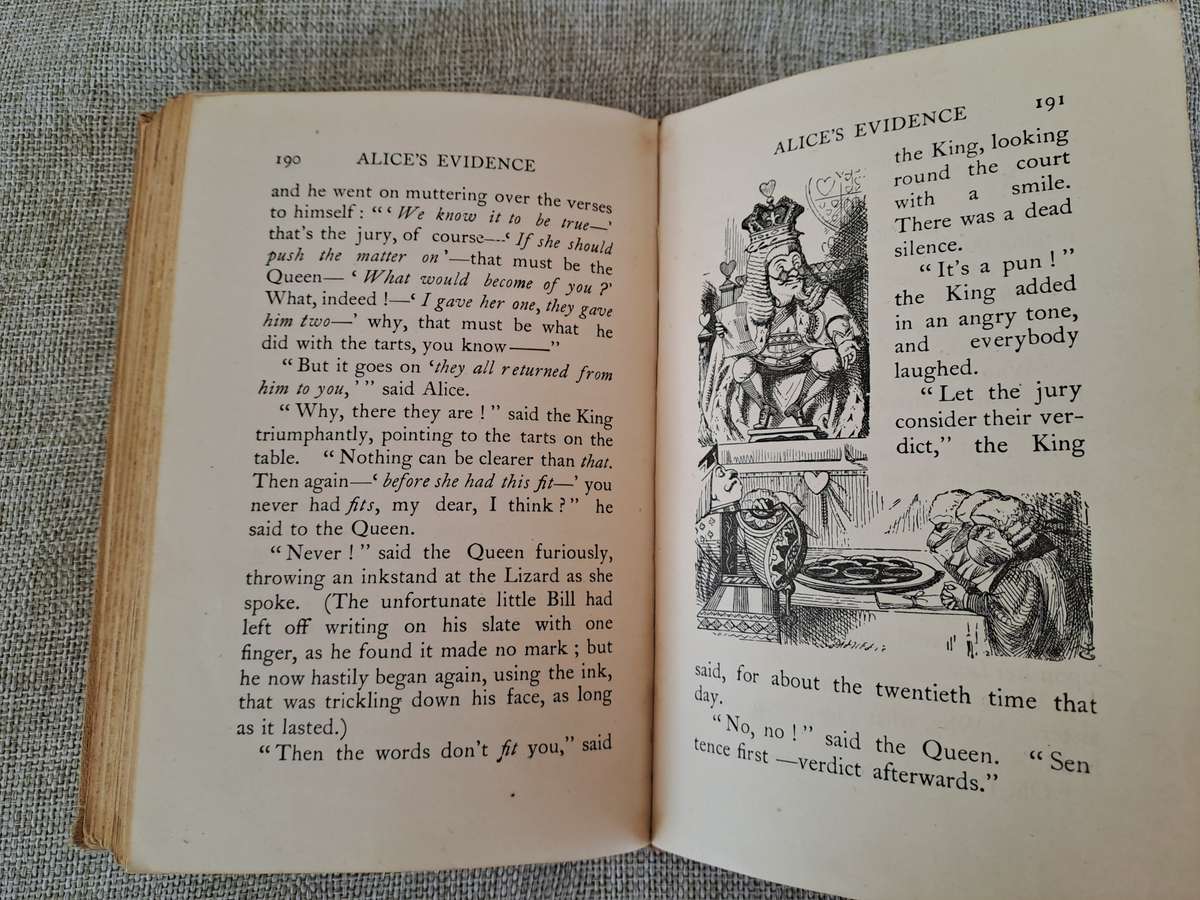 190 ALICE'S EVIDENCE
and he went on muttering over the verses
to himself: “‘We know it to be true—’
that's the jury, of course—‘If she should
push the matter on’—that must be the
Queen—‘What would become of you?’
What, indeed!—‘I gave her one, they gave
him two—’ why, that must be what he
did with the tarts, you know——”
“But it goes on ‘they all returned from
him to you,’” said Alice.
“Why, there they are!” said the King
triumphantly, pointing to the tarts on the
table. “Nothing can be clearer than that.
Then again—‘before she had this fit—’ you
never had fits, my dear, I think?” he
said to the Queen.
“Never!” said the Queen furiously,
throwing an inkstand at the Lizard as she
spoke. (The unfortunate little Bill had
left off writing on his slate with one
finger, as he found it made no mark; but
he now hastily began again, using the ink,
that was trickling down his face, as long
as it lasted.)
“Then the words don't fit you,” said
ALICE'S EVIDENCE 191
the King, looking
round the court
with a smile.
There was a dead
silence.
“It's a pun!”
the King added
in an angry tone,
and everybody
laughed.
“Let the jury
consider their ver-
dict,” the King
said, for about the twentieth time that
day.
“No, no!” said the Queen. “Sen
tence first —verdict afterwards.”